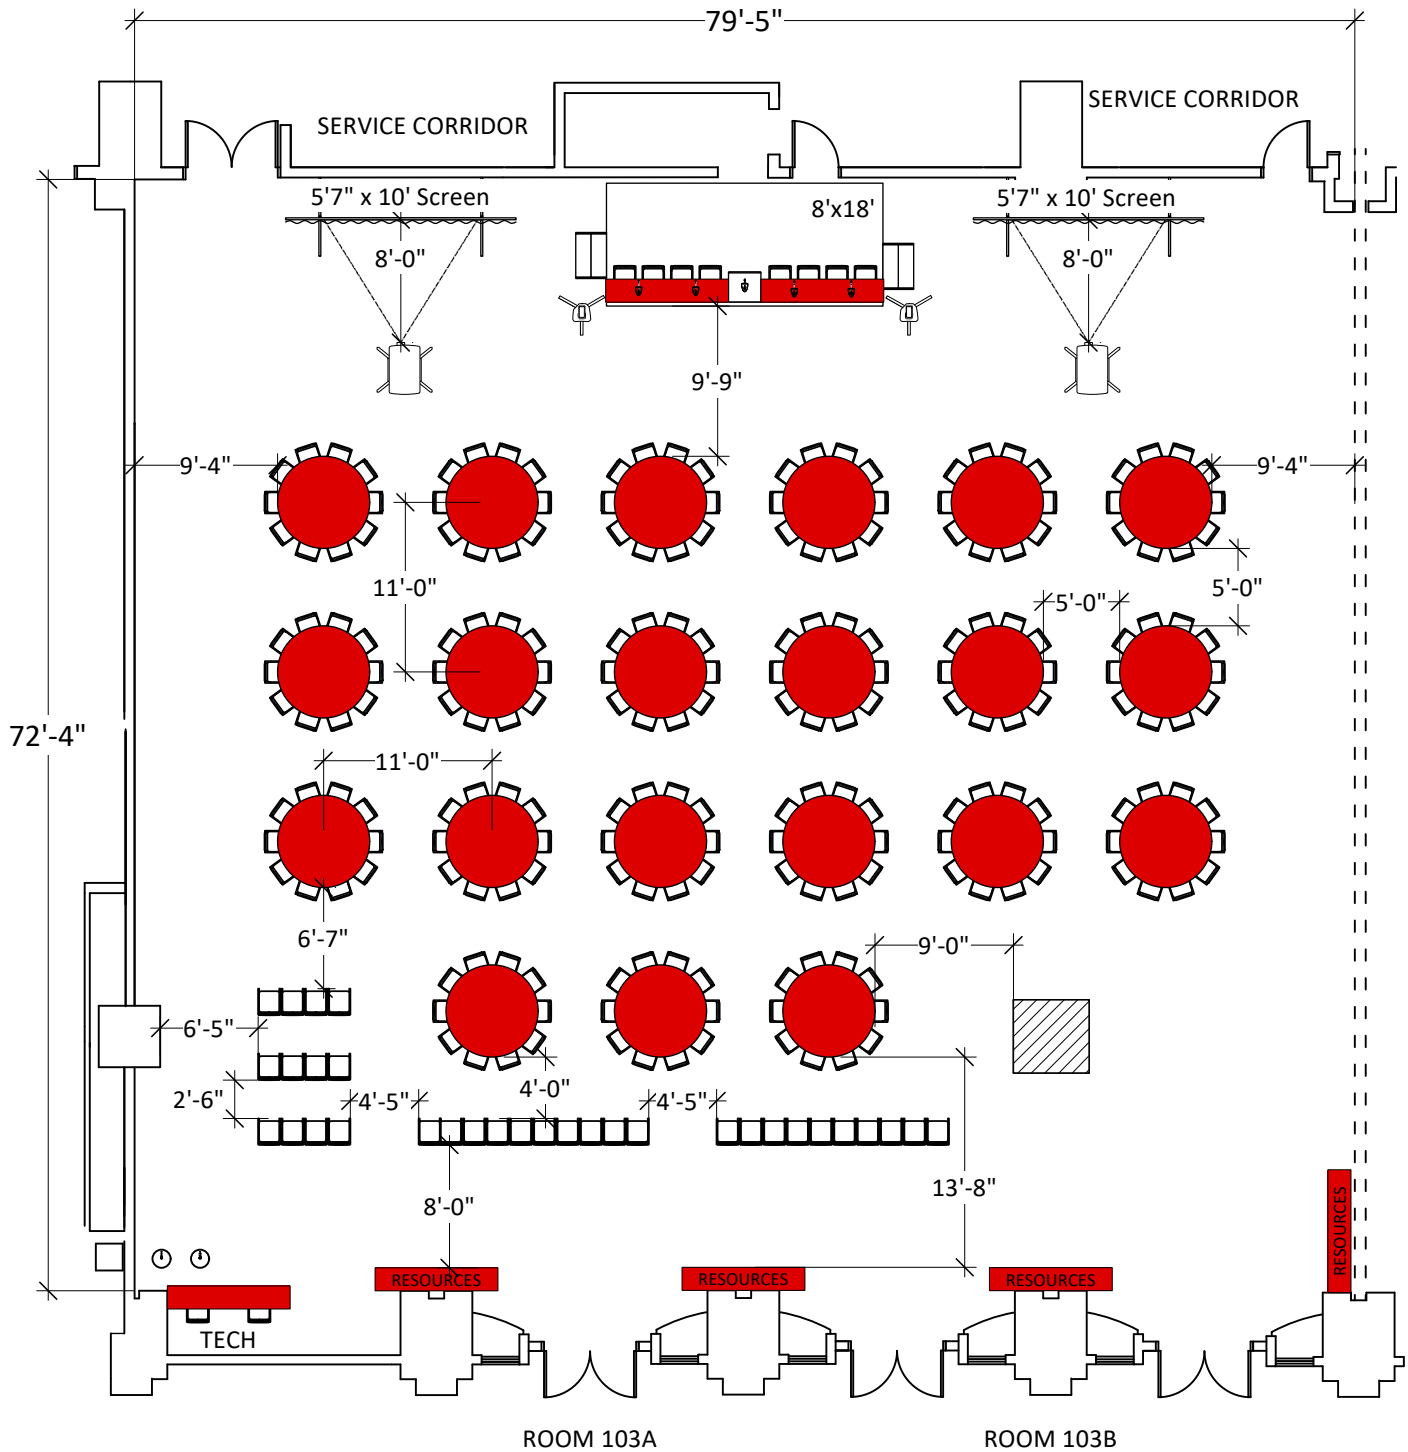 79'-5"
SERVICE CORRIDOR
SERVICE CORRIDOR
5'7" x 10' Screen
8'x18'
5'7" x 10' Screen
8'-0"
8'-0"
9'-9"
9'-4"
9'-4"
11'-0"
5'-0"
5'-0"
72'-4"
11'-0"
6'-7"
9'-0"
6'-5"
2'-6"
4'-5"
4'-0"
4'-5"
13'-8"
8'-0"
RESOURCES
RESOURCES
RESOURCES
RESOURCES
TECH
ROOM 103A
ROOM 103B